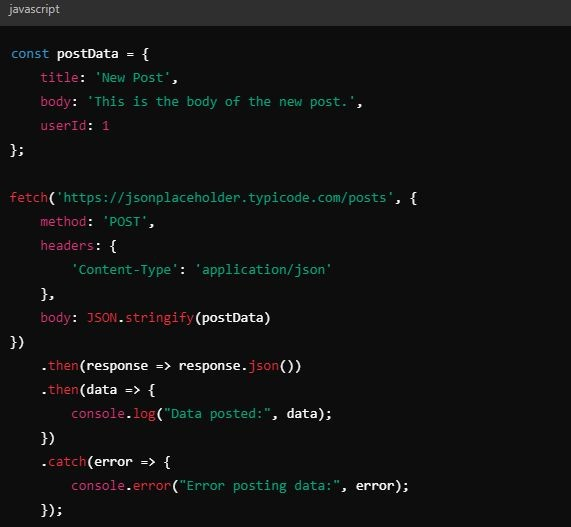 javascript
const postData = {
    title: 'New Post',
    body: 'This is the body of the new post.',
    userId: 1
};

fetch('https://jsonplaceholder.typicode.com/posts', {
    method: 'POST',
    headers: {
        'Content-Type': 'application/json'
    },
    body: JSON.stringify(postData)
})
    .then(response => response.json())
    .then(data => {
        console.log("Data posted:", data);
    })
    .catch(error => {
        console.error("Error posting data:", error);
    });